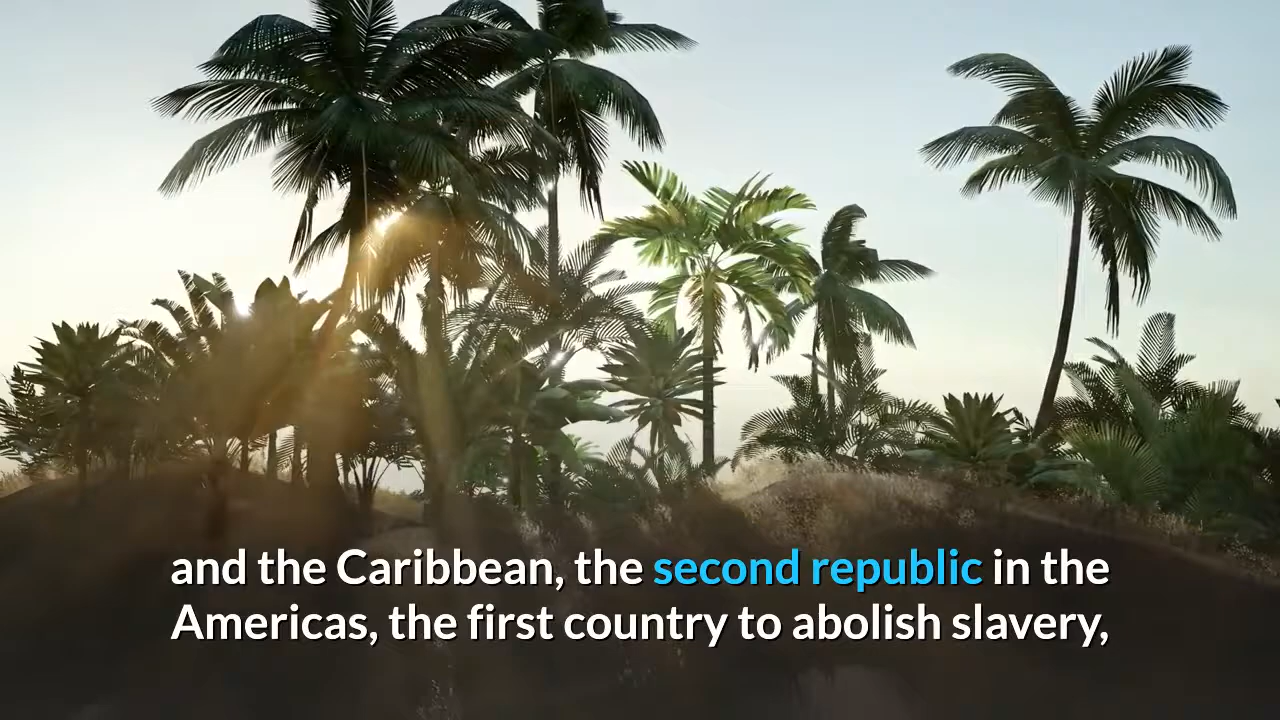 and the Caribbean, the second republic in the
Americas, the first country to abolish slavery,